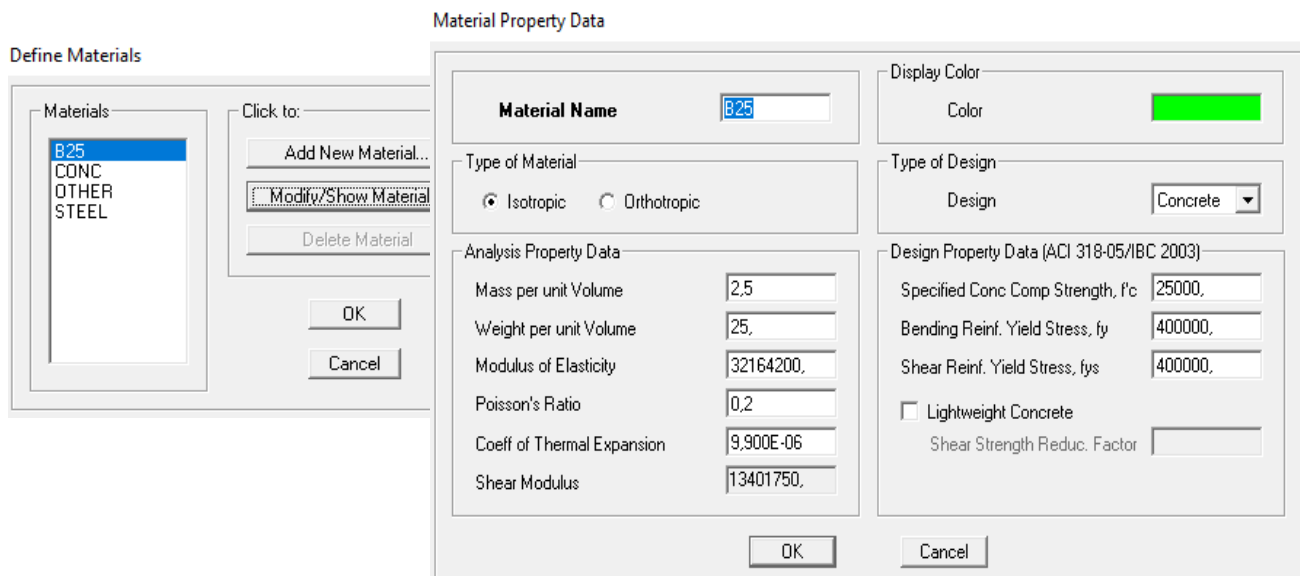 Define Materials
Materials
B25
CONC
OTHER
STEEL
Click to:
Add New Material...
Modify/Show Material
Delete Material
OK
Cancel
Material Property Data
Material Name B25
Display Color
Color
Type of Material
Isotropic Orthotropic
Type of Design
Design Concrete
Analysis Property Data
Mass per unit Volume 2,5
Weight per unit Volume 25,
Modulus of Elasticity 32164200,
Poisson's Ratio 0,2
Coeff of Thermal Expansion 9,900E-06
Shear Modulus 13401750,
Design Property Data (ACI 318-05/IBC 2003)
Specified Conc Comp Strength, f'c 25000,
Bending Reinf. Yield Stress, fy 400000,
Shear Reinf. Yield Stress, fys 400000,
Lightweight Concrete
Shear Strength Reduc. Factor
OK Cancel